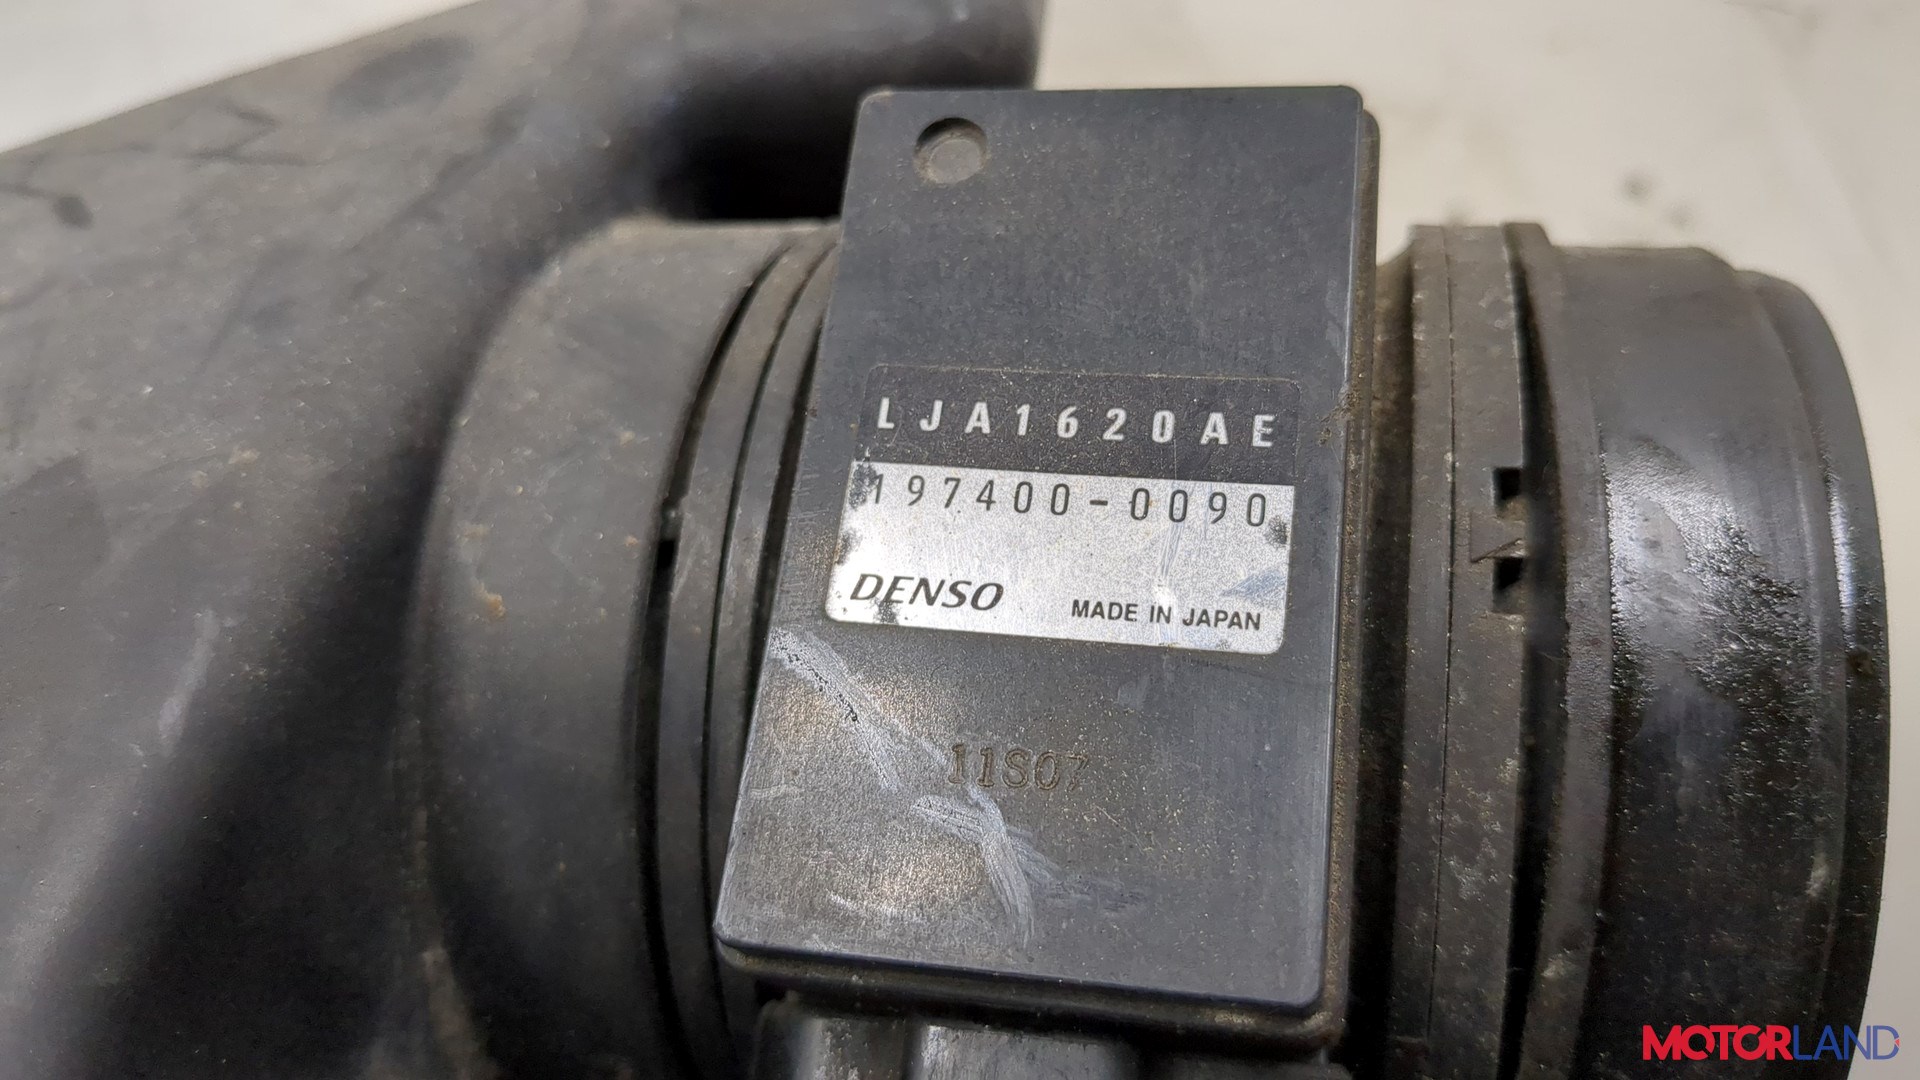 LJA1620AE
197400-0090
DENSO MADE IN JAPAN
11S07
MOTORLAND